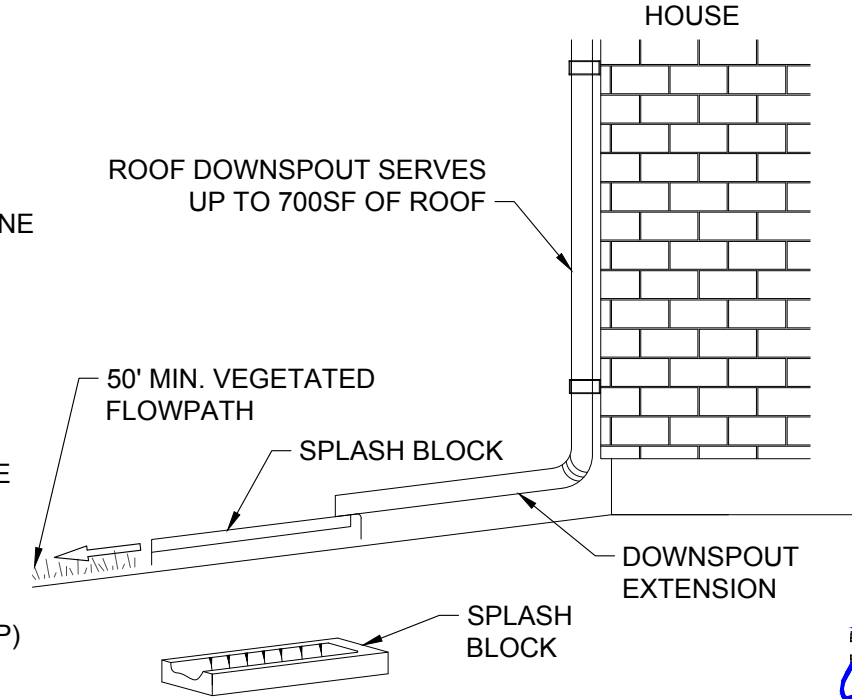 HOUSE
ROOF DOWNSPOUT SERVES
UP TO 700SF OF ROOF
NE
50' MIN. VEGETATED
FLOWPATH
SPLASH BLOCK
E
DOWNSPOUT
EXTENSION
SPLASH
BLOCK
P)